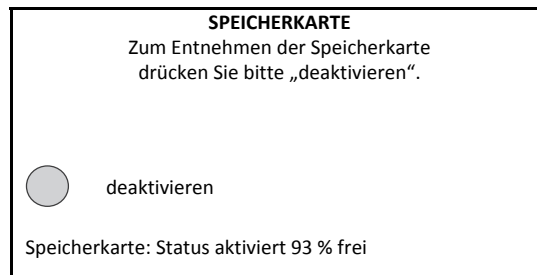 SPEICHERKARTE
Zum Entnehmen der Speicherkarte
drücken Sie bitte „deaktivieren“.
deaktivieren
Speicherkarte: Status aktiviert 93 % frei